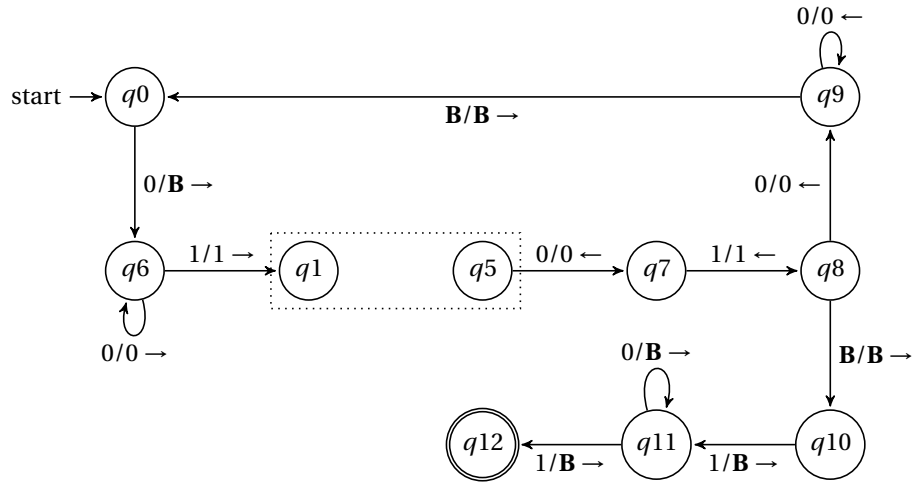 0/0 ←
start q0 q9
B/B →
0/B → 0/0 ←
q6 1/1 → q1 q5 0/0 ← q7 1/1 ← q8
0/0 → 0/B → B/B →
q12 1/B → q11 1/B → q10